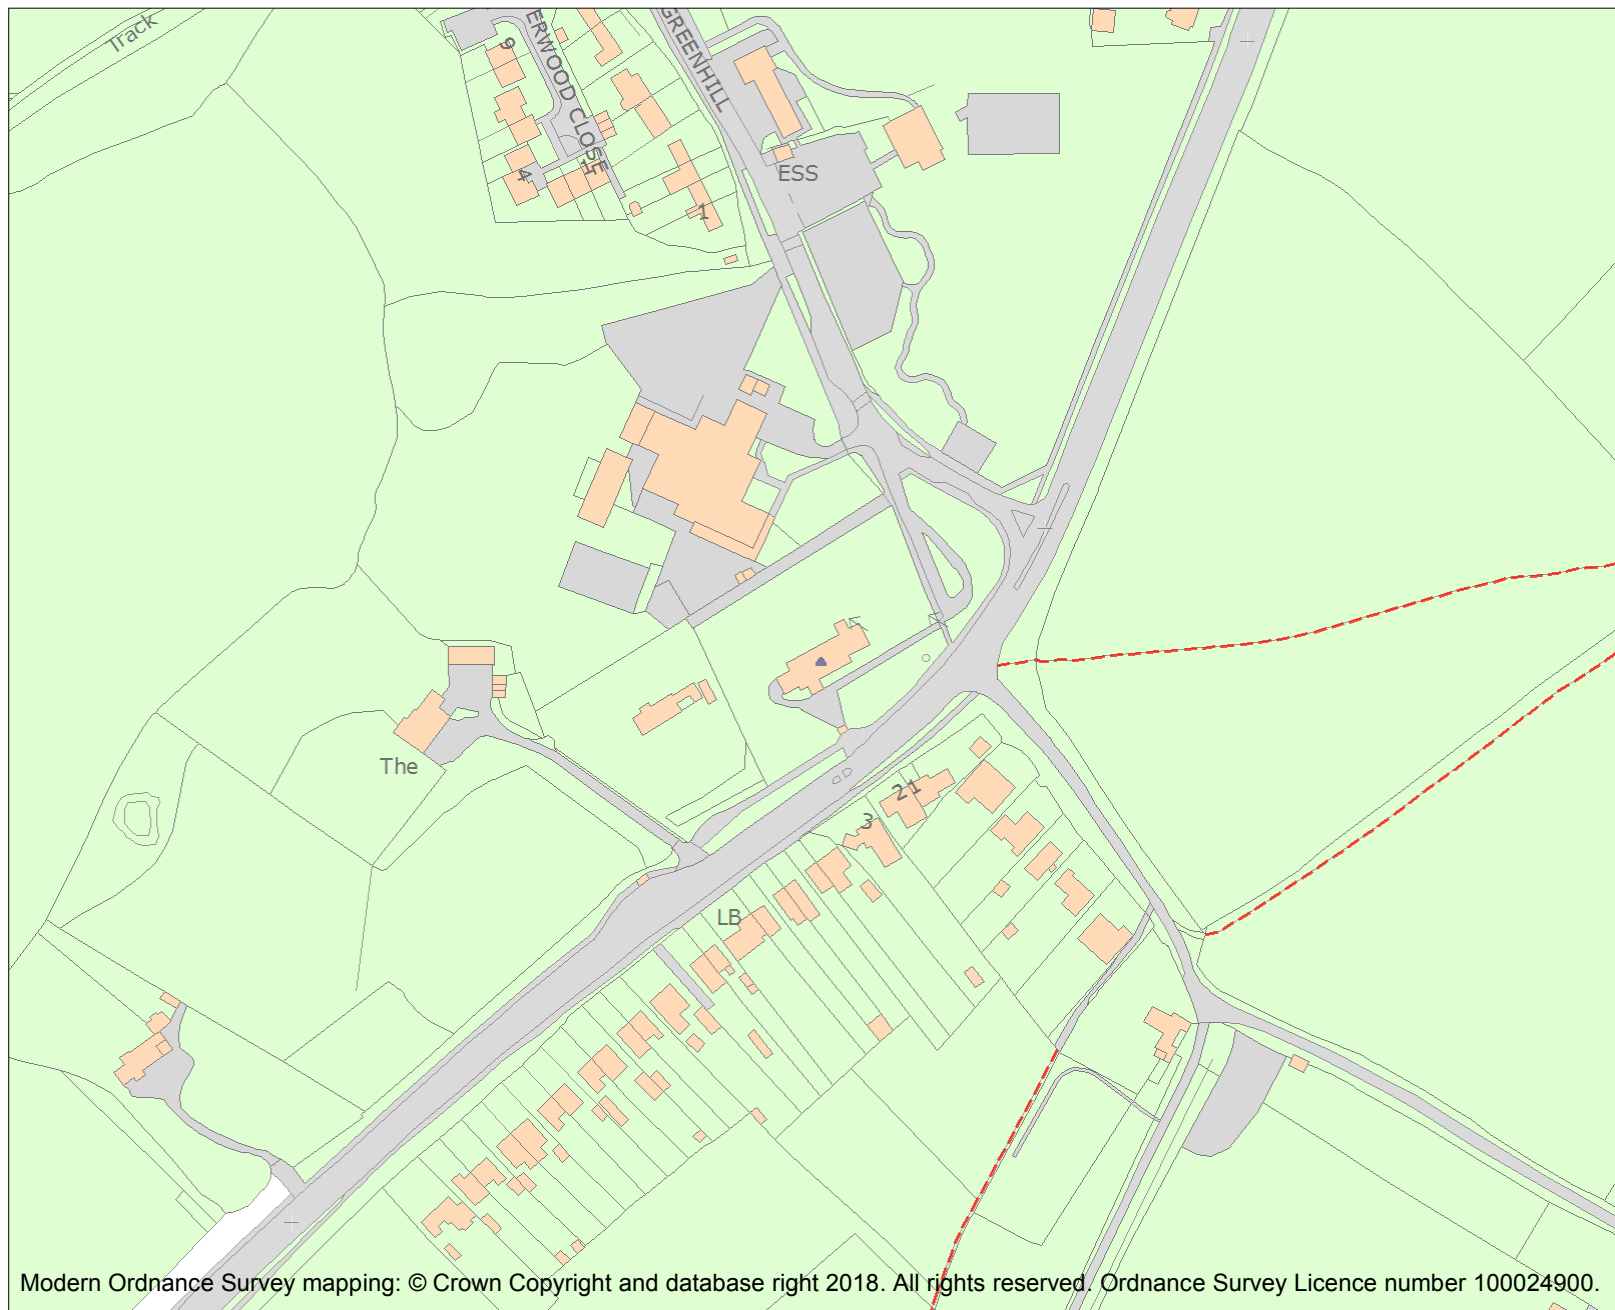 Track
GREENHILL
ERWOOD CLOSE
9
4
11
1
ESS
The
21
3
LB
Modern Ordnance Survey mapping: © Crown Copyright and database right 2018. All rights reserved. Ordnance Survey Licence number 100024900.